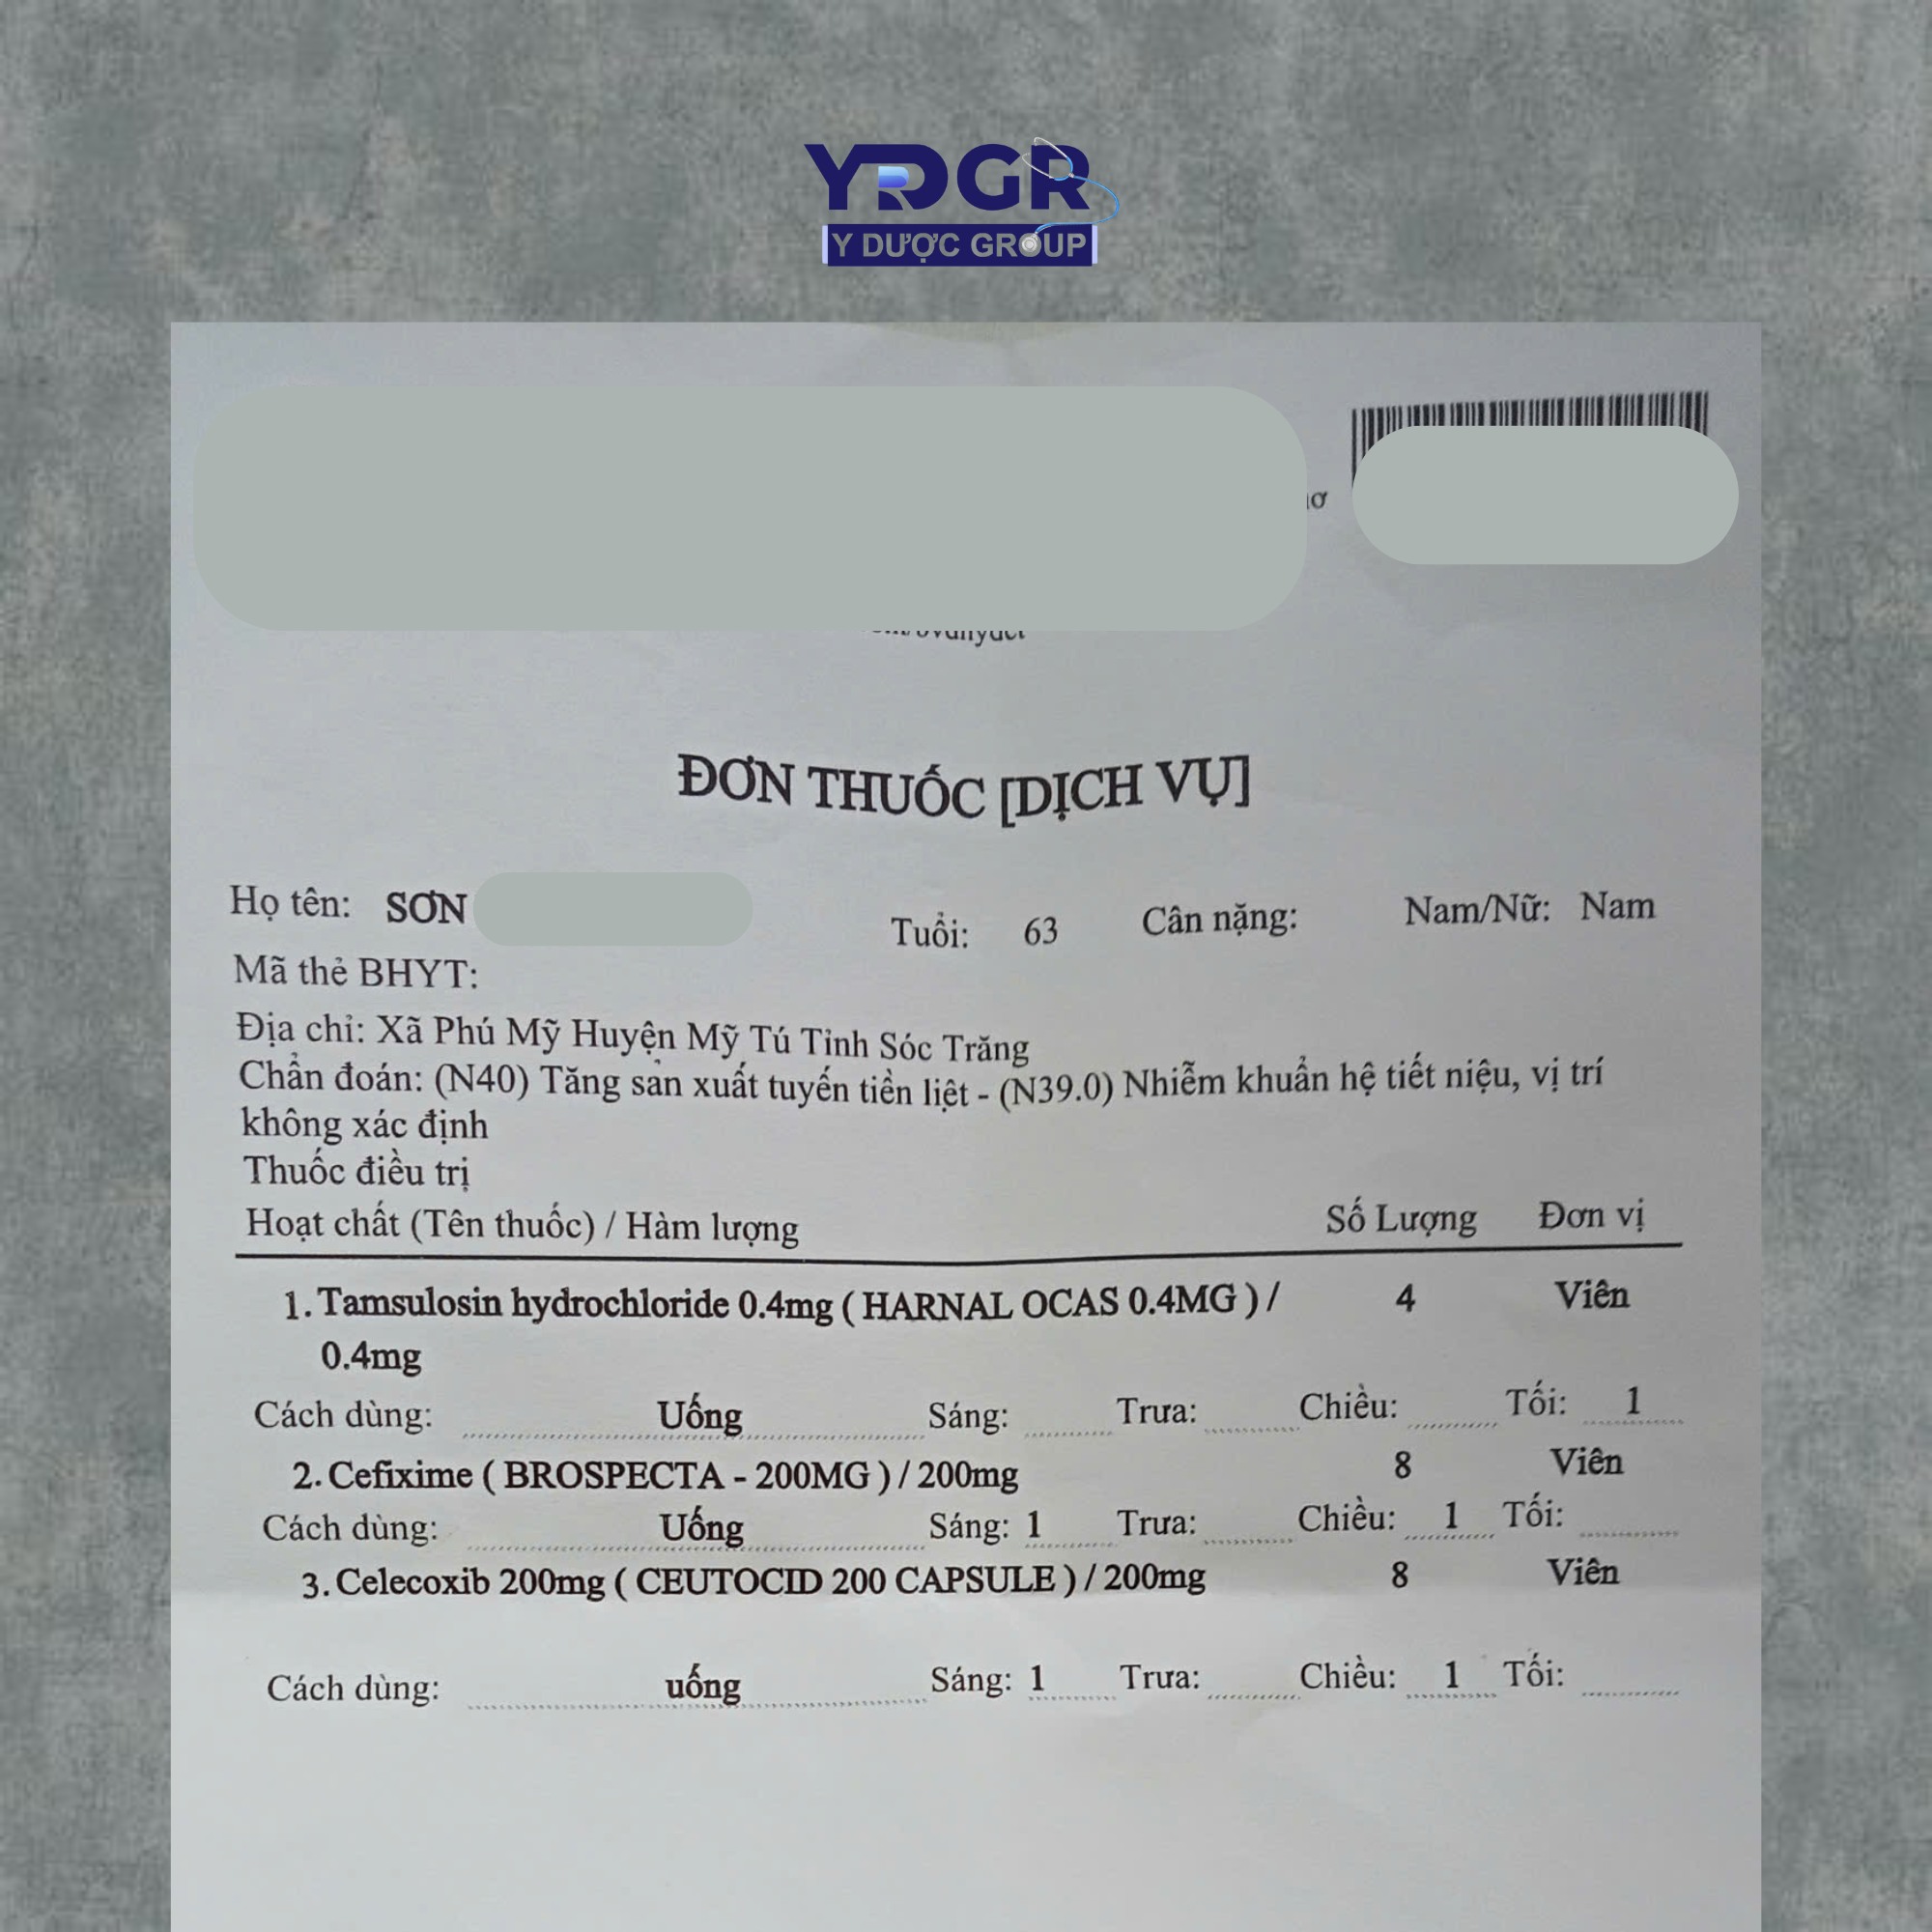 YDGR
Y DƯỢC GROUP
ĐƠN THUỐC [DỊCH VỤ]
Họ tên: SƠN Tuổi: 63 Cân nặng: Nam/Nữ: Nam
Mã thẻ BHYT:
Địa chỉ: Xã Phú Mỹ Huyện Mỹ Tú Tỉnh Sóc Trăng
Chẩn đoán: (N40) Tăng sản xuất tuyến tiền liệt - (N39.0) Nhiễm khuẩn hệ tiết niệu, vị trí
không xác định
Thuốc điều trị
Hoạt chất (Tên thuốc) / Hàm lượng Số Lượng Đơn vị
1. Tamsulosin hydrochloride 0.4mg ( HARNAL OCAS 0.4MG ) / 4 Viên
0.4mg
Cách dùng: Uống Sáng: Trưa: Chiều: Tối: 1
2. Cefixime ( BROSPECTA - 200MG ) / 200mg 8 Viên
Cách dùng: Uống Sáng: 1 Trưa: Chiều: 1 Tối:
3. Celecoxib 200mg ( CEUTOCID 200 CAPSULE ) / 200mg 8 Viên
Cách dùng: uống Sáng: 1 Trưa: Chiều: 1 Tối: